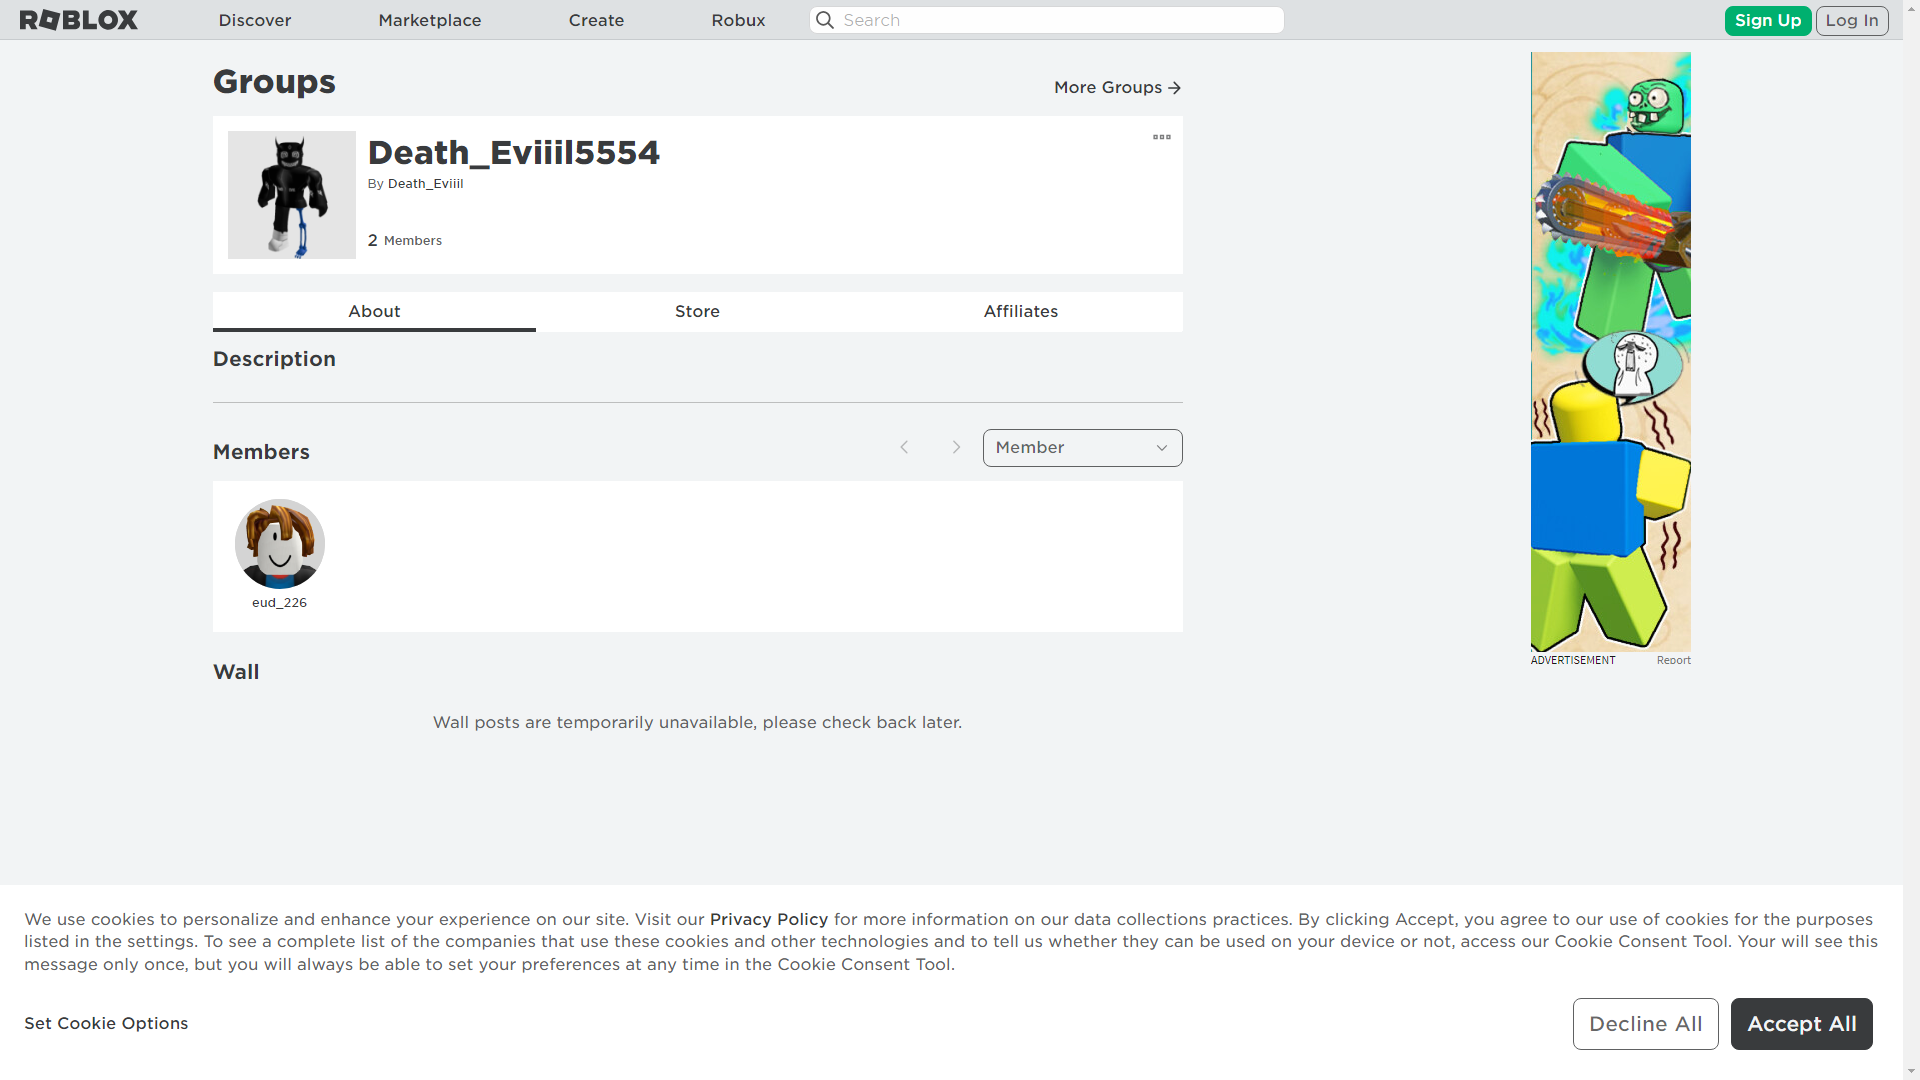 ROBLOX
Discover
Marketplace
Create
Robux
Search
Sign Up
Log In
Groups
More Groups
Death_Eviiil5554
By Death_Eviiil
2 Members
About
Store
Affiliates
Description
Members
Member
eud_226
Wall
Wall posts are temporarily unavailable, please check back later.
ADVERTISEMENT
Report
We use cookies to personalize and enhance your experience on our site. Visit our Privacy Policy for more information on our data collections practices. By clicking Accept, you agree to our use of cookies for the purposes
listed in the settings. To see a complete list of the companies that use these cookies and other technologies and to tell us whether they can be used on your device or not, access our Cookie Consent Tool. Your will see this
message only once, but you will always be able to set your preferences at any time in the Cookie Consent Tool.
Set Cookie Options
Decline All
Accept All